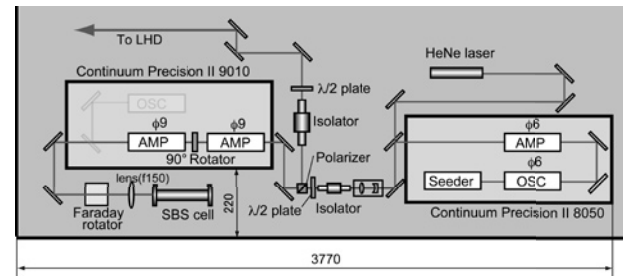 To LHD
HeNe laser
Continuum Precision II 9010
λ/2 plate
OSC
Isolator
φ9
φ9
φ6
AMP
AMP
AMP
90° Rotator
Polarizer
φ6
lens(f150)
Seeder
OSC
Faraday
rotator
SBS cell
220
λ/2 plate
Isolator
Continuum Precision II 8050
3770